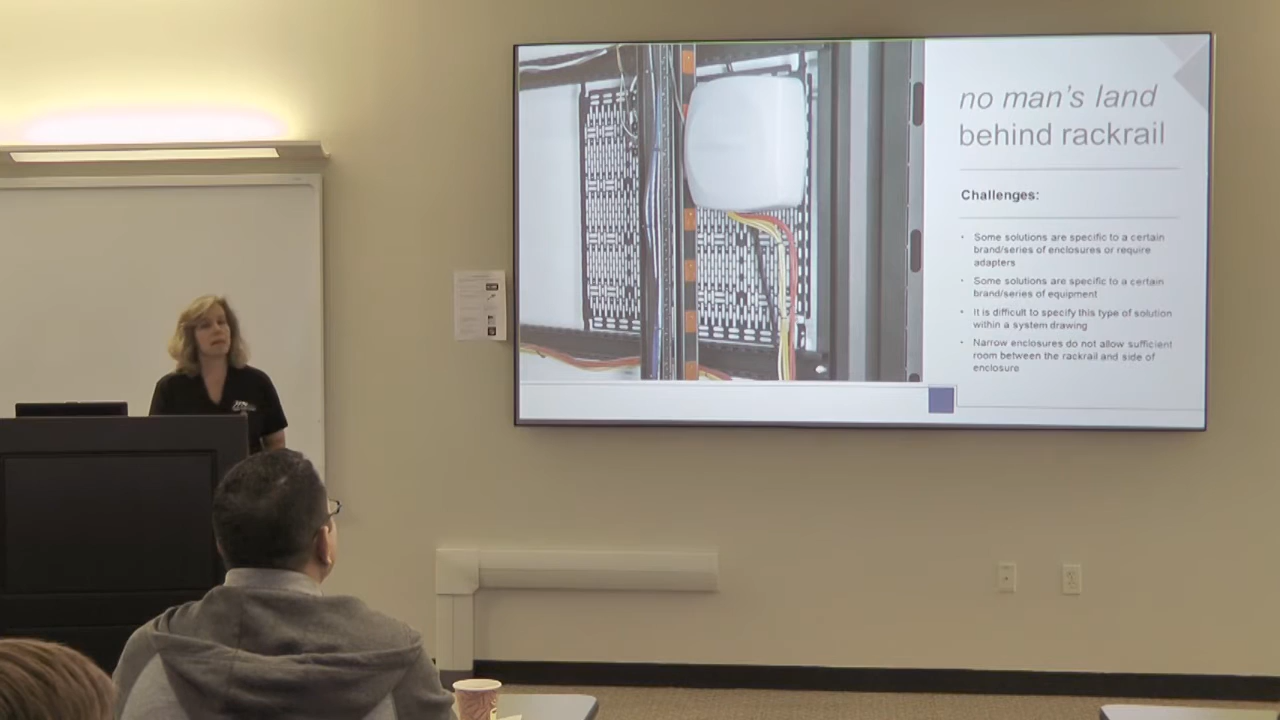 no man's land
behind rackrail
Challenges:
• Some solutions are specific to a certain
brand/series of enclosures or require
adapters
• Some solutions are specific to a certain
brand/series of equipment
• It is difficult to specify this type of solution
within a system drawing
• Narrow enclosures do not allow sufficient
room between the rackrail and side of
enclosure